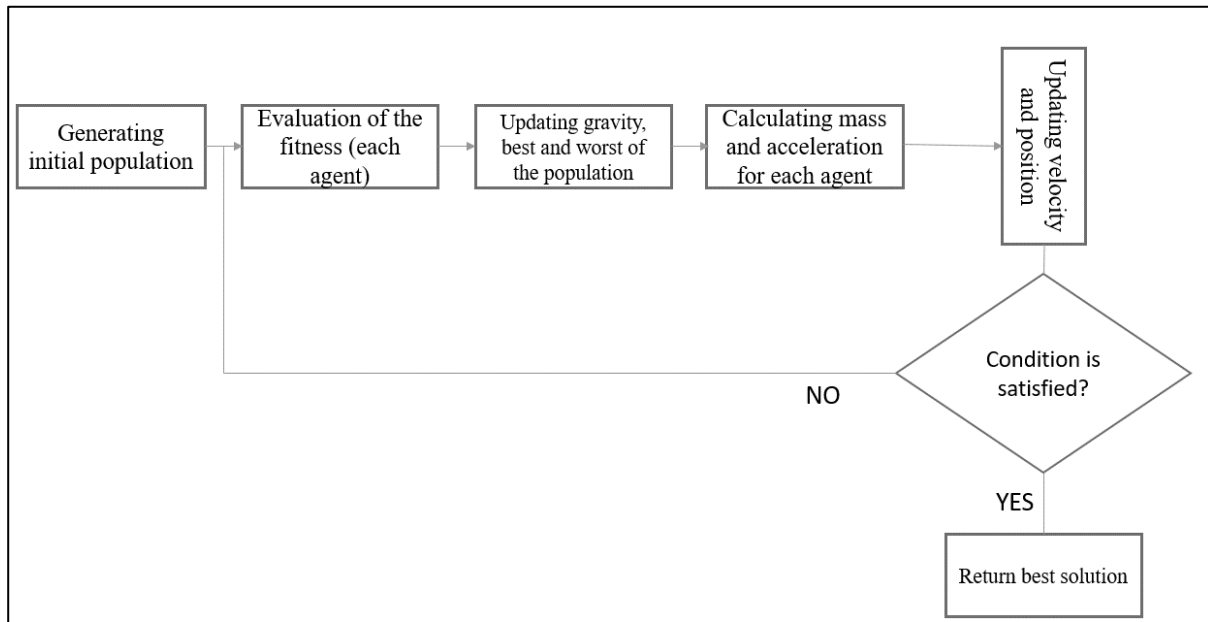 Generating
initial population
Evaluation of the
fitness (each
agent)
Updating gravity,
best and worst of
the population
Calculating mass
and acceleration
for each agent
Updating velocity
and position
Condition is
satisfied?
NO
YES
Return best solution